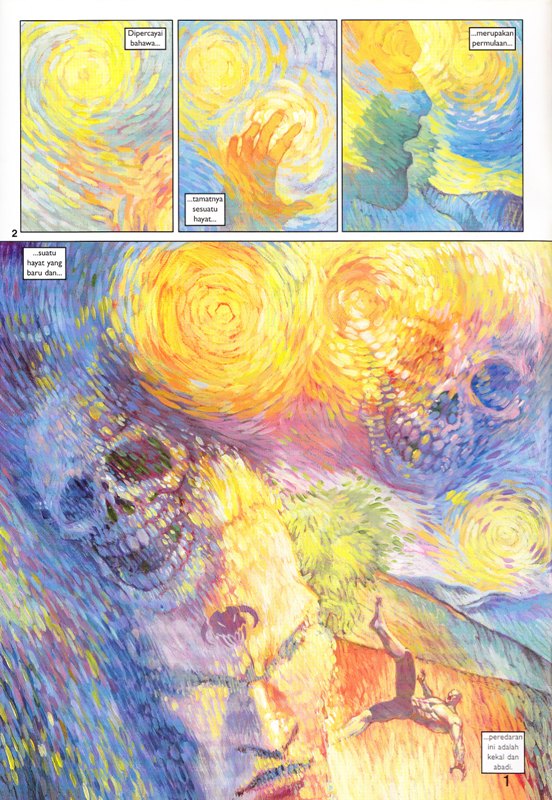 Dipercayai
bahawa...
...tamatnya
sesuatu
hayat...
...merupakan
permulaan...
2
...suatu
hayat yang
baru dan...
...peredaran
ini adalah
kekal dan
abadi.
1